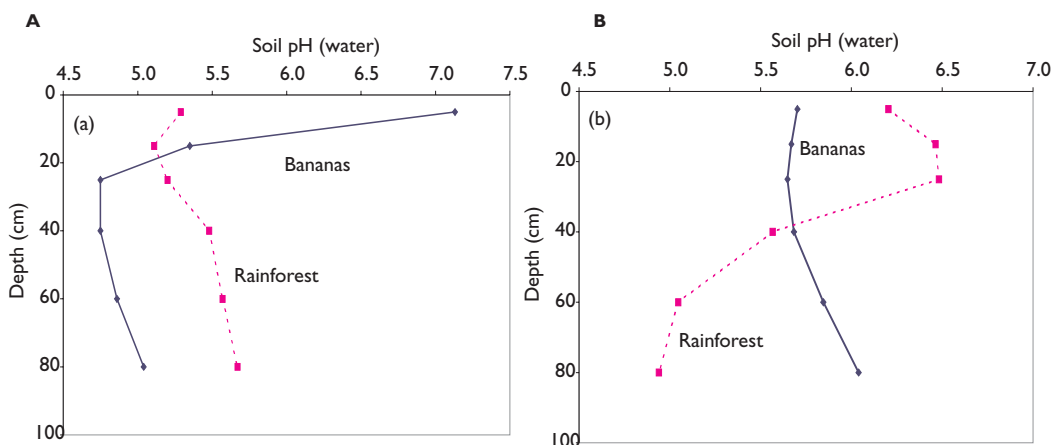 A
Soil pH (water)
4.5 5.0 5.5 6.0 6.5 7.0 7.5
0
20
40
60
80
100
Depth (cm)
(a)
Bananas
Rainforest
B
Soil pH (water)
4.5 5.0 5.5 6.0 6.5 7.0
0
20
40
60
80
100
Depth (cm)
(b)
Bananas
Rainforest